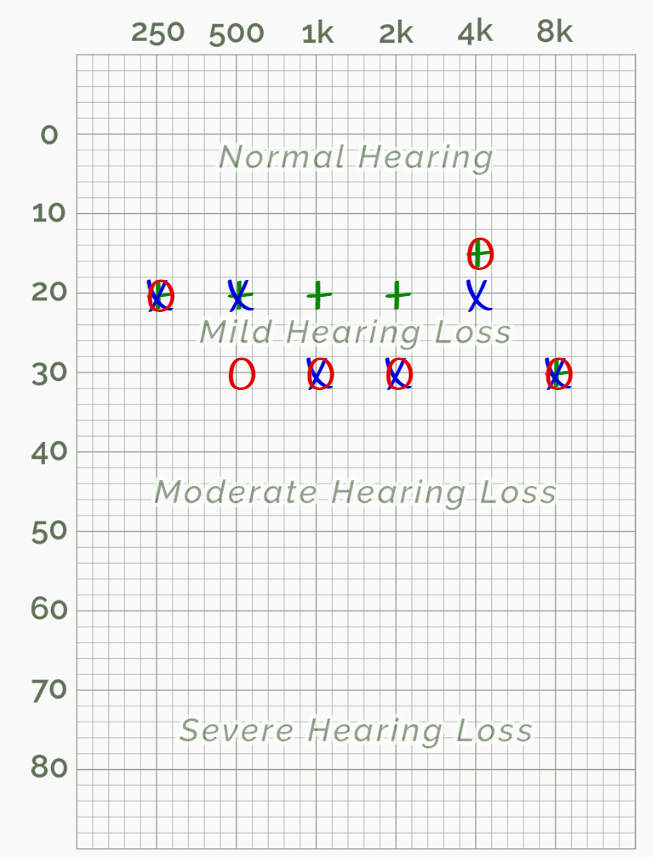 250 500 1k 2k 4k 8k
0
Normal Hearing
10
20
Mild Hearing Loss
30
40
Moderate Hearing Loss
50
60
70
Severe Hearing Loss
80